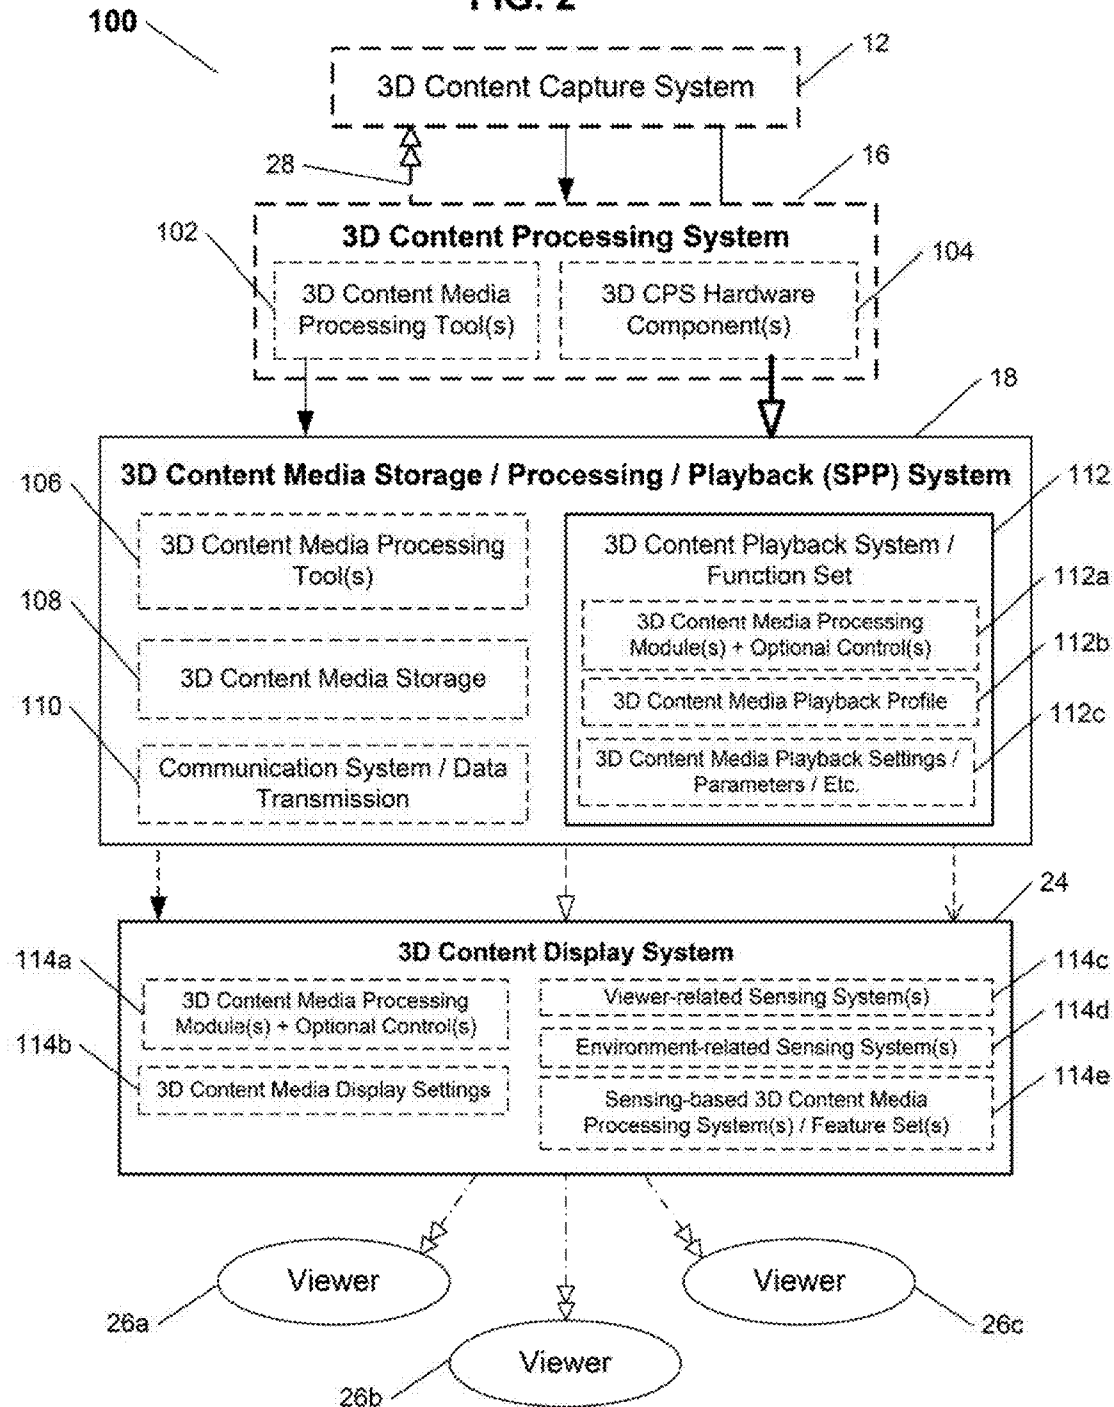 FIG. 2
100
3D Content Capture System
12
28
16
102
3D Content Processing System
104
3D Content Media
Processing Tool(s)
3D CPS Hardware
Component(s)
18
3D Content Media Storage / Processing / Playback (SPP) System
106
112
3D Content Media Processing
Tool(s)
3D Content Playback System /
Function Set
108
112a
3D Content Media Processing
Module(s) + Optional Control(s)
112b
3D Content Media Storage
3D Content Media Playback Profile
110
112c
Communication System / Data
Transmission
3D Content Media Playback Settings /
Parameters / Etc.
24
3D Content Display System
114a
114c
3D Content Media Processing
Module(s) + Optional Control(s)
Viewer-related Sensing System(s)
114d
114b
Environment-related Sensing System(s)
114e
3D Content Media Display Settings
Sensing-based 3D Content Media
Processing System(s) / Feature Set(s)
Viewer
Viewer
26a
26c
Viewer
26b